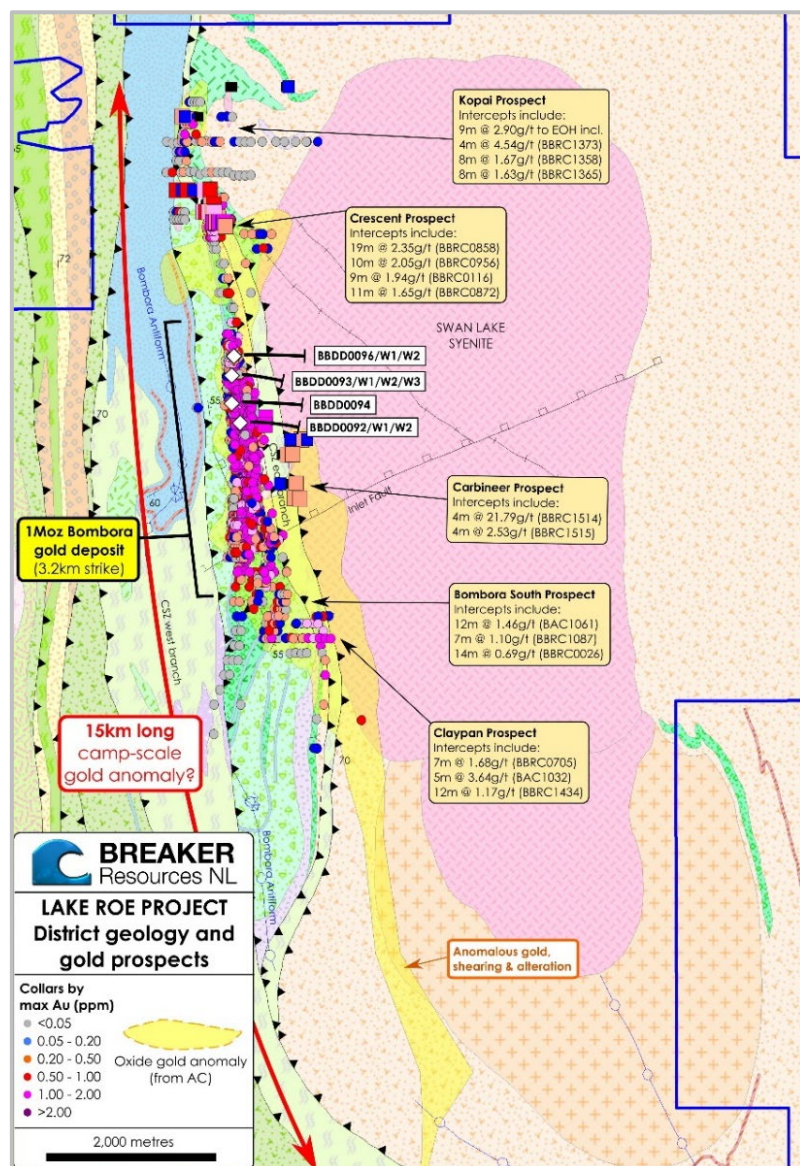 Kopai Prospect
Intercepts include:
9m @ 2.90g/t to EOH incl.
4m @ 4.54g/t (BBRC1373)
8m @ 1.67g/t (BBRC1358)
8m @ 1.63g/t (BBRC1365)
Crescent Prospect
Intercepts include:
19m @ 2.35g/t (BBRC0858)
10m @ 2.05g/t (BBRC0956)
9m @ 1.94g/t (BBRC0116)
11m @ 1.65g/t (BBRC0872)
72
Bombora Antiform
SWAN LAKE
SYENITE
BBDD0096/W1/W2
BBDD0093/W1/W2/W3
BBDD0094
BBDD0092/W1/W2
55
70
Inlet Fault
Carbineer Prospect
Intercepts include:
4m @ 21.79g/t (BBRC1514)
4m @ 2.53g/t (BBRC1515)
60
1Moz Bombora
gold deposit
(3.2km strike)
CSZ west branch
Bombora South Prospect
Intercepts include:
12m @ 1.46g/t (BAC1061)
7m @ 1.10g/t (BBRC1087)
14m @ 0.69g/t (BBRC0026)
55
15km long
camp-scale
gold anomaly?
Claypan Prospect
Intercepts include:
7m @ 1.68g/t (BBRC0705)
5m @ 3.64g/t (BAC1032)
12m @ 1.17g/t (BBRC1434)
70
Bombora Antiform
BREAKER
Resources NL
LAKE ROE PROJECT
District geology and
gold prospects
Anomalous gold,
shearing & alteration
Collars by
max Au (ppm)
<0.05
0.05 - 0.20
0.20 - 0.50
0.50 - 1.00
1.00 - 2.00
>2.00
Oxide gold anomaly
(from AC)
2,000 metres